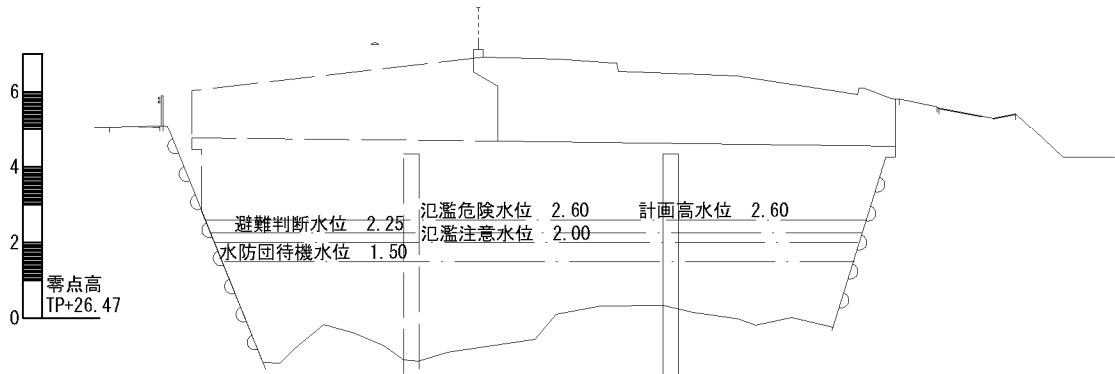 6
4
2
0
零点高
TP+26.47
氾濫危険水位 2.60
計画高水位 2.60
避難判断水位 2.25
氾濫注意水位 2.00
水防団待機水位 1.50